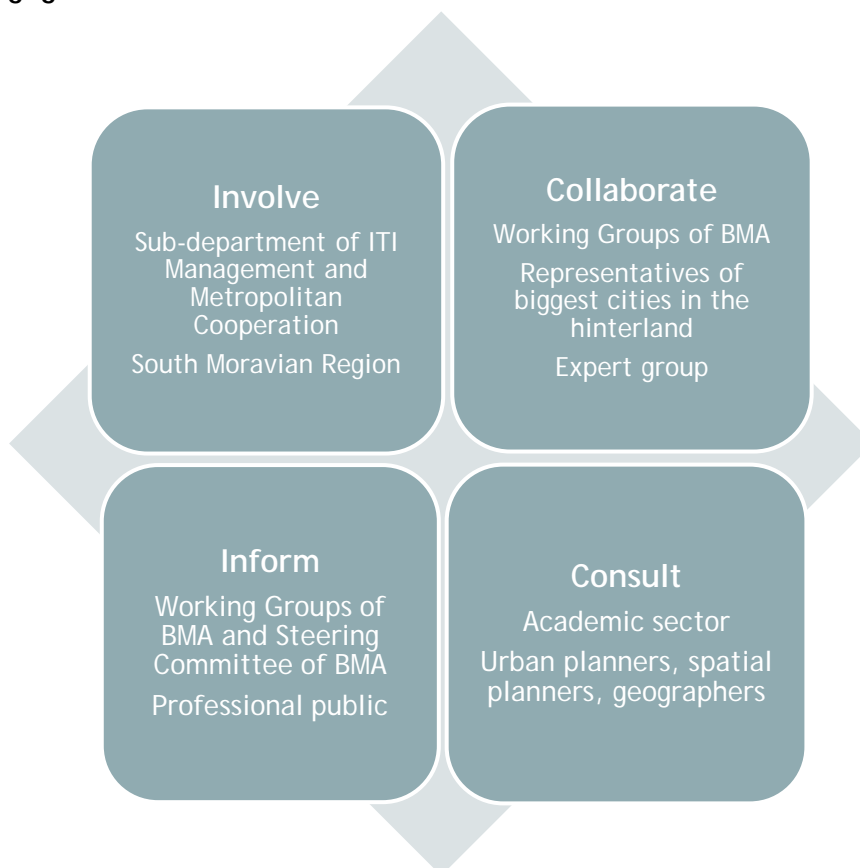 Involve
Sub-department of ITI
Management and
Metropolitan
Cooperation
South Moravian Region
Collaborate
Working Groups of BMA
Representatives of
biggest cities in the
hinterland
Expert group
Inform
Working Groups of
BMA and Steering
Committee of BMA
Professional public
Consult
Academic sector
Urban planners, spatial
planners, geographers